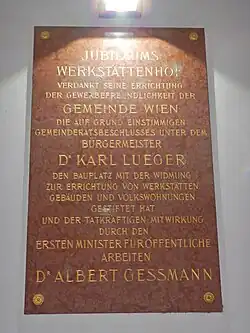 JUBILÄUMS-
WERKSTÄTTENHOF
VERDANKT SEINE ERRICHTUNG
DER GEWERBEFREUNDLICHKEIT DER
GEMEINDE WIEN
DIE AUF GRUND EINSTIMMIGEN
GEMEINDERATSBESCHLUSSES UNTER DEM
BÜRGERMEISTER
DR KARL LUEGER
DEN BAUPLATZ MIT DER WIDMUNG
ZUR ERRICHTUNG VON WERKSTÄTTEN
GEBÄUDEN UND VOLKSWOHNUNGEN
GESTIFTET HAT
UND DER TATKRÄFTIGEN MITWIRKUNG
DURCH DEN
ERSTEN MINISTER FÜR ÖFFENTLICHE
ARBEITEN
DR ALBERT GESSMANN